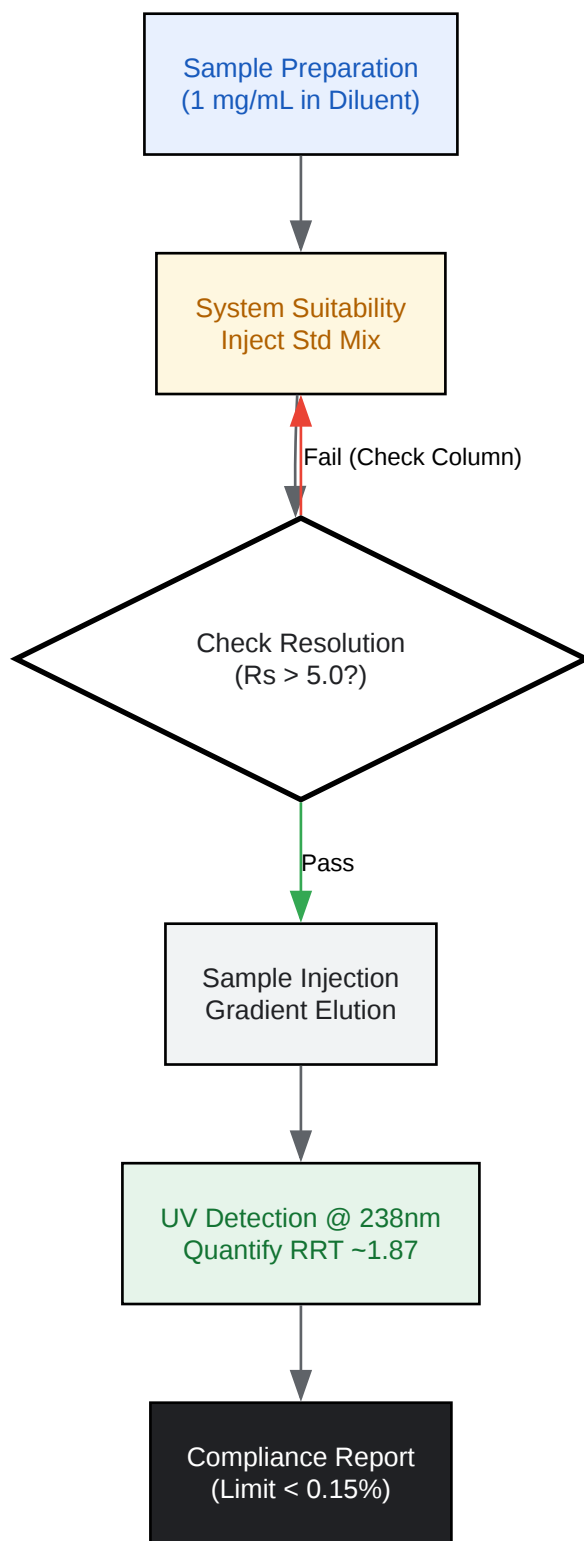 Sample Preparation
(1 mg/mL in Diluent)
System Suitability
Inject Std Mix
Fail (Check Column)
Check Resolution
(Rs > 5.0?)
Pass
Sample Injection
Gradient Elution
UV Detection @ 238nm
Quantify RRT ~1.87
Compliance Report
(Limit < 0.15%)